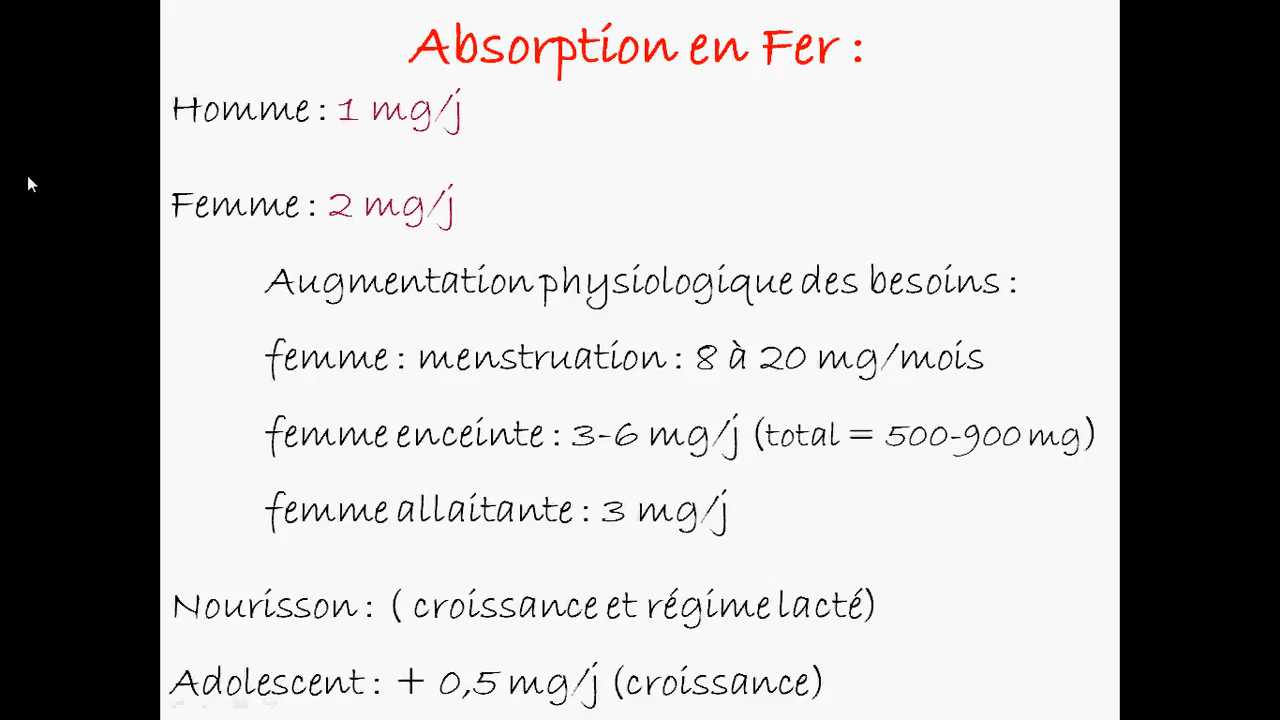 Absorption en Fer :
Homme : 1 mg/j
Femme : 2 mg/j
Augmentation physiologique des besoins :
femme : menstruation : 8 à 20 mg/mois
femme enceinte : 3-6 mg/j (total = 500-900 mg)
femme allaitante : 3 mg/j
Nourisson : ( croissance et régime lacté)
Adolescent : + 0,5 mg/j (croissance)